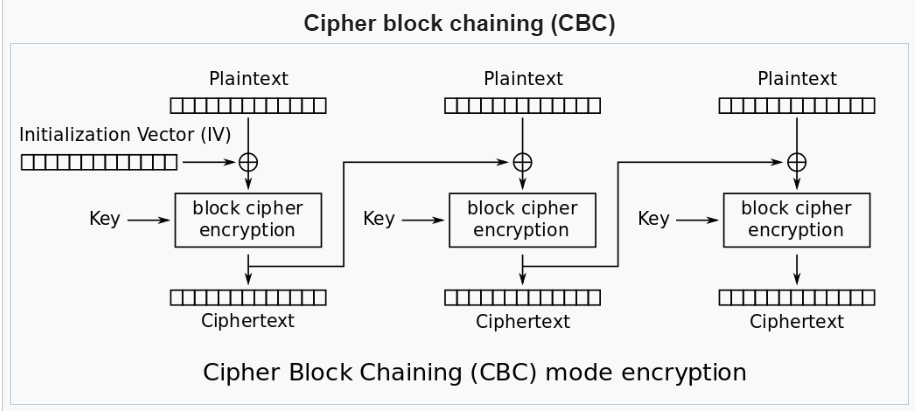 Cipher block chaining (CBC)
Plaintext
Plaintext
Plaintext
Initialization Vector (IV)
Key
block cipher
encryption
Key
block cipher
encryption
Key
block cipher
encryption
Ciphertext
Ciphertext
Ciphertext
Cipher Block Chaining (CBC) mode encryption